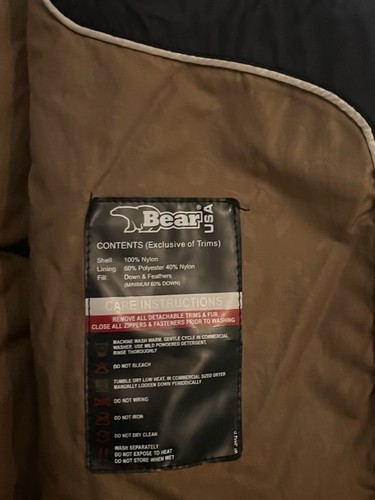 Bear®
USA
CONTENTS (Exclusive of Trims)
Shell: 100% Nylon
Lining: 60% Polyester 40% Nylon
Fill: Down & Feathers
(MINIMUM 60% DOWN)
CARE INSTRUCTIONS
REMOVE ALL DETACHABLE TRIMS & FUR
CLOSE ALL ZIPPERS & FASTENERS PRIOR TO WASHING
MACHINE WASH WARM, GENTLE CYCLE IN COMMERCIAL
WASHER. USE MILD POWDERED DETERGENT.
RINSE THOROUGHLY
DO NOT BLEACH
TUMBLE DRY LOW HEAT, IN COMMERCIAL SIZED DRYER
MANUALLY LOOSEN DOWN PERIODICALLY
DO NOT WRING
DO NOT IRON
DO NOT DRY CLEAN
WASH SEPARATELY
DO NOT EXPOSE TO HEAT
DO NOT STORE WHEN WET